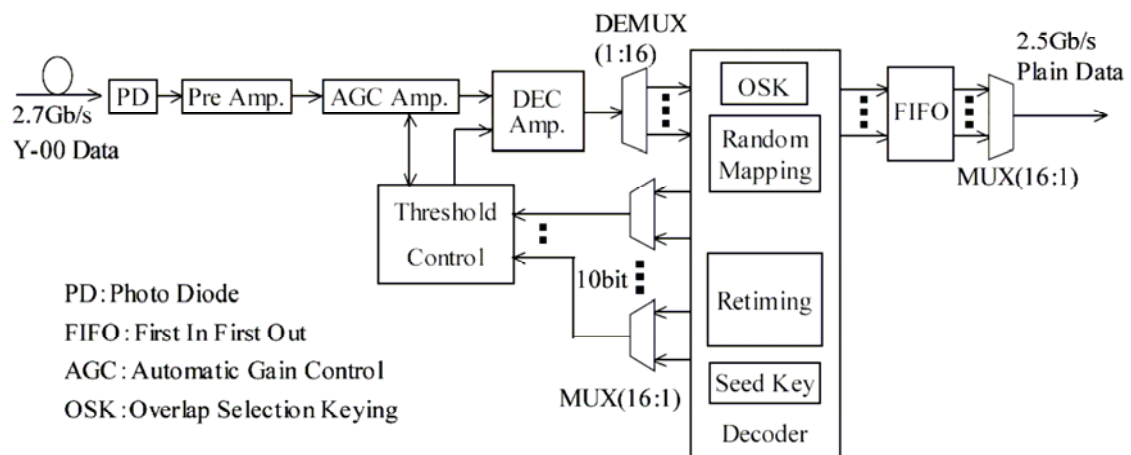 2.7Gb/s
Y-00 Data
PD
Pre Amp.
AGC Amp.
DEC
Amp.
DEMUX
(1:16)
OSK
Random
Mapping
Retiming
Seed Key
Decoder
FIFO
MUX(16:1)
2.5Gb/s
Plain Data
Threshold
Control
10bit
MUX(16:1)
PD:Photo Diode
FIFO:First In First Out
AGC:Automatic Gain Control
OSK:Overlap Selection Keying